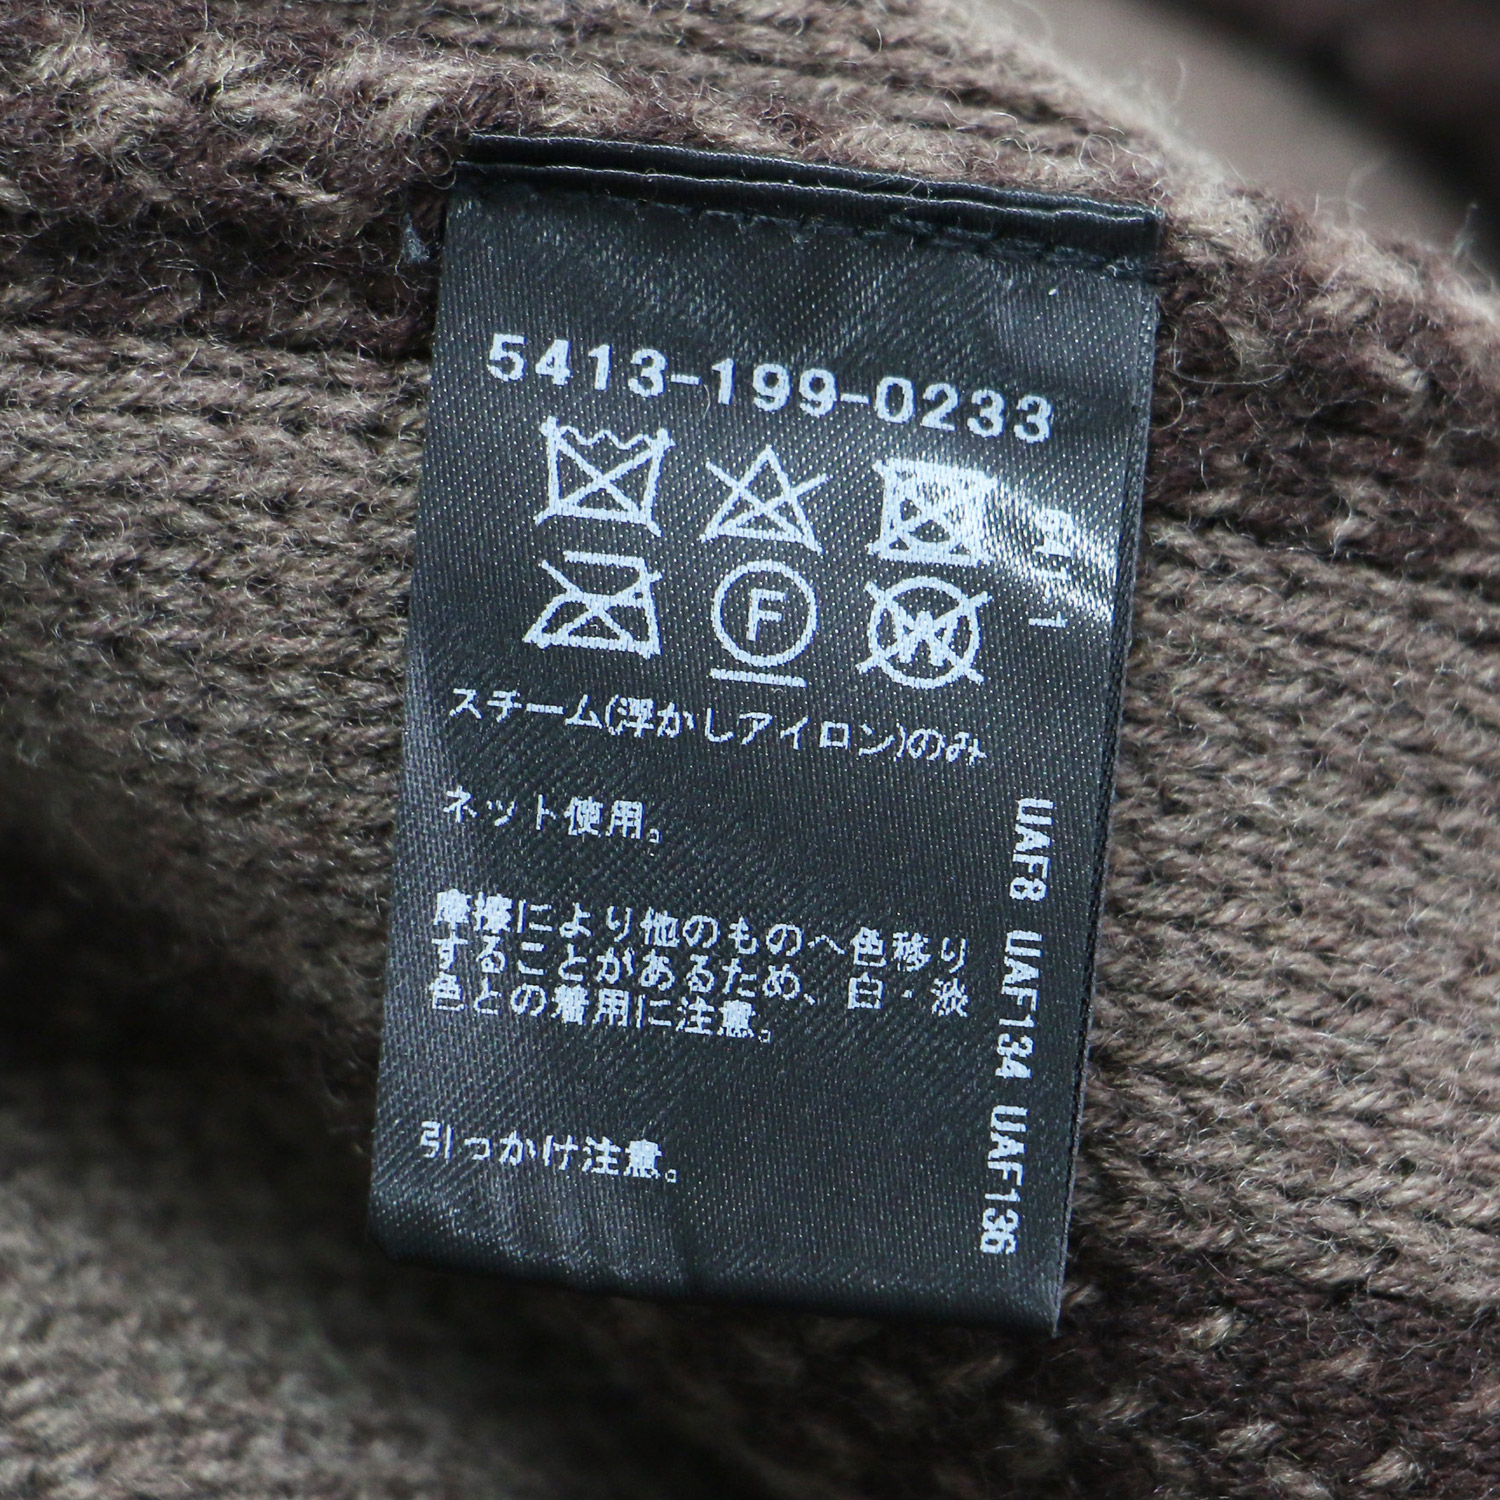 5413-199-0233
F
W
スチーム(浮かしアイロン)のみ
ネット使用。
摩擦により他のものへ色移り
することがあるため、白・淡
色との着用に注意。
引っかけ注意。
UAF8 UAF134 UAF136